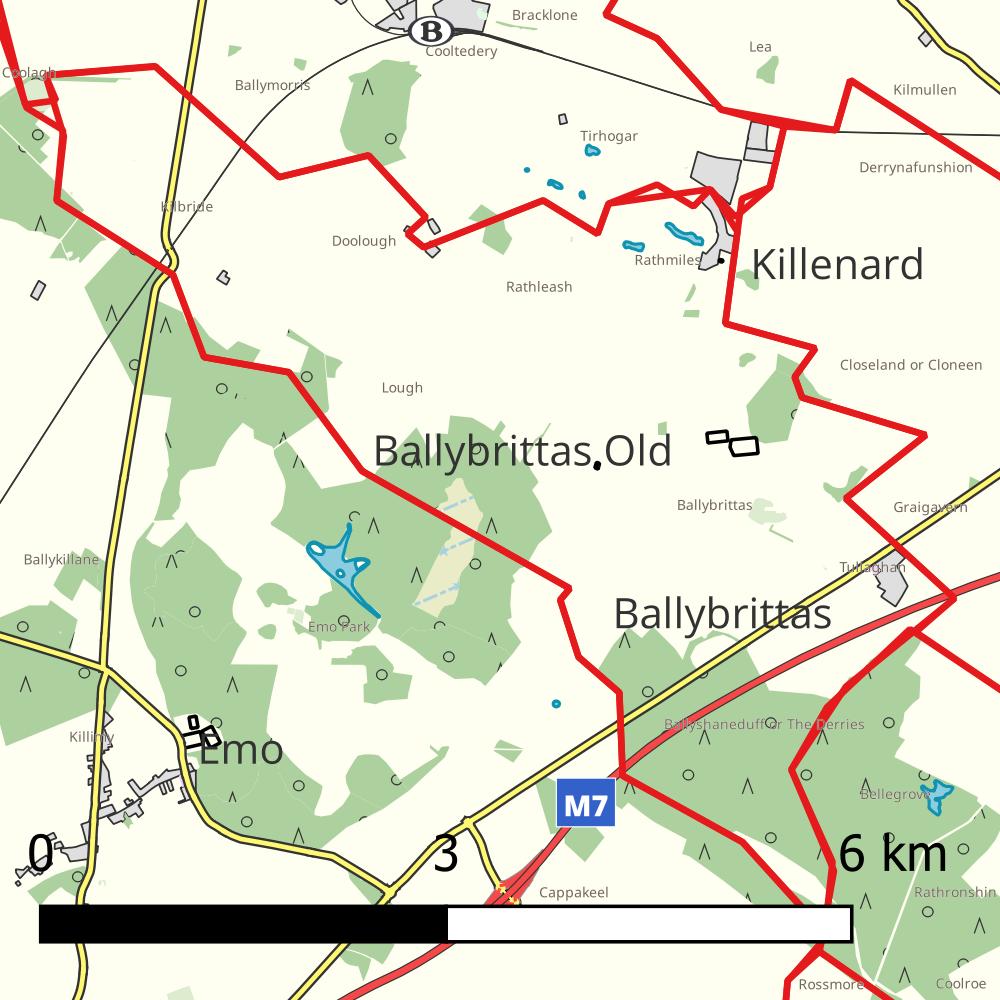 Bracklone
B
Cooltedery
Lea
Coolagh
Ballymorris
Kilmullen
Tirhogar
Derrynafunshion
Kilbride
Doolough
Rathmiles
Killenard
Rathleash
Closeland or Cloneen
Lough
Ballybrittas Old
Ballybrittas
Graigavern
Ballykillane
Tullaghan
Ballybrittas
Emo Park
Ballyshaneduff or The Derries
Killinly
Emo
Bellegrove
M7
0
3
6 km
Cappakeel
Rathronshin
Rossmore
Coolroe